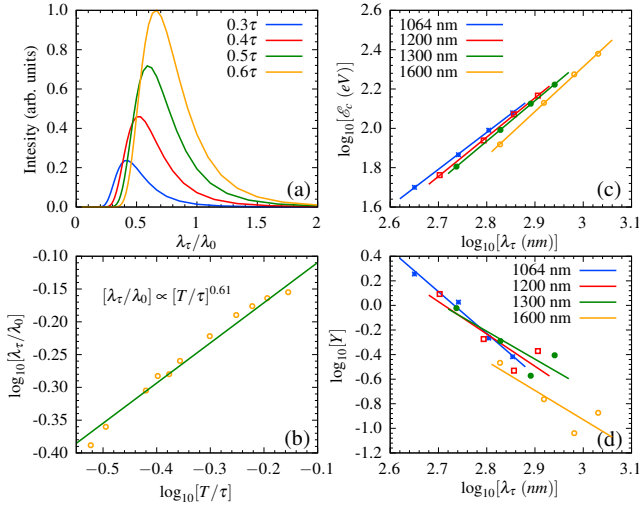 1.0
0.8
0.6
0.4
0.2
0.0
Intesity (arb. units)
0.3τ
0.4τ
0.5τ
0.6τ
(a)
0 0.5 1 1.5 2
λτ/λ0
2.6
2.4
2.2
2.0
1.8
1.6
log10[ℰc (eV)]
1064 nm
1200 nm
1300 nm
1600 nm
(c)
2.6 2.7 2.8 2.9 3 3.1
log10[λτ (nm)]
-0.10
-0.15
-0.20
-0.25
-0.30
-0.35
-0.40
log10[λτ/λ0]
[λτ/λ0] ∝ [T/τ]^0.61
(b)
−0.5 −0.4 −0.3 −0.2 −0.1
log10[T/τ]
0.4
0.2
0.0
-0.2
-0.4
-0.6
-0.8
-1.0
-1.2
log10[Y]
1064 nm
1200 nm
1300 nm
1600 nm
(d)
2.6 2.7 2.8 2.9 3 3.1
log10[λτ (nm)]